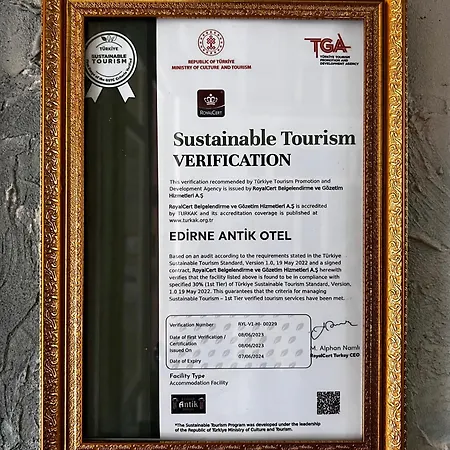 TÜRKİYE
SUSTAINABLE
TOURISM
REPUBLIC OF TÜRKİYE
MINISTRY OF CULTURE AND TOURISM
TGA
TÜRKİYE TOURISM
PROMOTION AND
DEVELOPMENT AGENCY
ROYALCERT
Sustainable Tourism
VERIFICATION
This verification recommended by Türkiye Tourism Promotion and
Development Agency is issued by RoyalCert Belgelendirme ve Gözetim
Hizmetleri A.Ş
RoyalCert Belgelendirme ve Gözetim Hizmetleri A.Ş is accredited
by TURKAK and its accreditation coverage is published at
www.turkak.org.tr
EDİRNE ANTİK OTEL
Based on an audit according to the requirements stated in the Türkiye
Sustainable Tourism Standard, Version 1.0, 19 May 2022 and a signed
contract, RoyalCert Belgelendirme ve Gözetim Hizmetleri A.Ş herewith
verifies that the facility listed above is found to be in compliance with
specified 30% (1st Tier) of Türkiye Sustainable Tourism Standard, Version.
1.0 19 May 2022. This guarantees that the criteria for managing
Sustainable Tourism – 1st Tier verified tourism services have been met.
Verification Number: RYL-V1-HI- 00229
Date of First Verification / 08/06/2023
Certification
Issued On 08/06/2023
Date of Expiry 07/06/2024
M. Alphan Namlı
RoyalCert Turkey CEO
Facility Type
Accommodation Facility
Antik
*The Sustainable Tourism Program was developed under the leadership
of the Republic of Türkiye Ministry of Culture and Tourism.